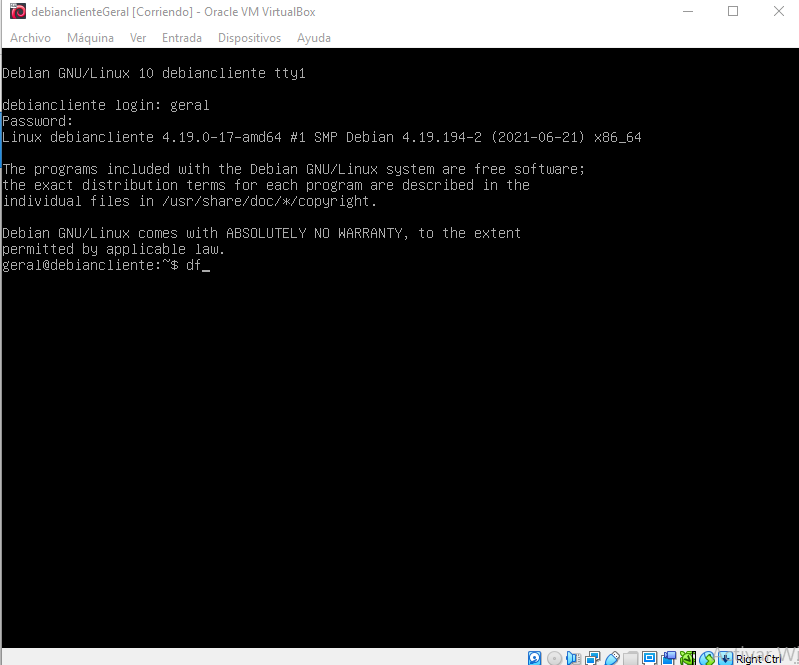 debianclienteGeral [Corriendo] - Oracle VM VirtualBox
Archivo Máquina Ver Entrada Dispositivos Ayuda
Debian GNU/Linux 10 debiancliente tty1
debiancliente login: geral
Password:
Linux debiancliente 4.19.0-17-amd64 #1 SMP Debian 4.19.194-2 (2021-06-21) x86_64
The programs included with the Debian GNU/Linux system are free software;
the exact distribution terms for each program are described in the
individual files in /usr/share/doc/*/copyright.
Debian GNU/Linux comes with ABSOLUTELY NO WARRANTY, to the extent
permitted by applicable law.
geral@debiancliente:~$ df_
Right Ctrl